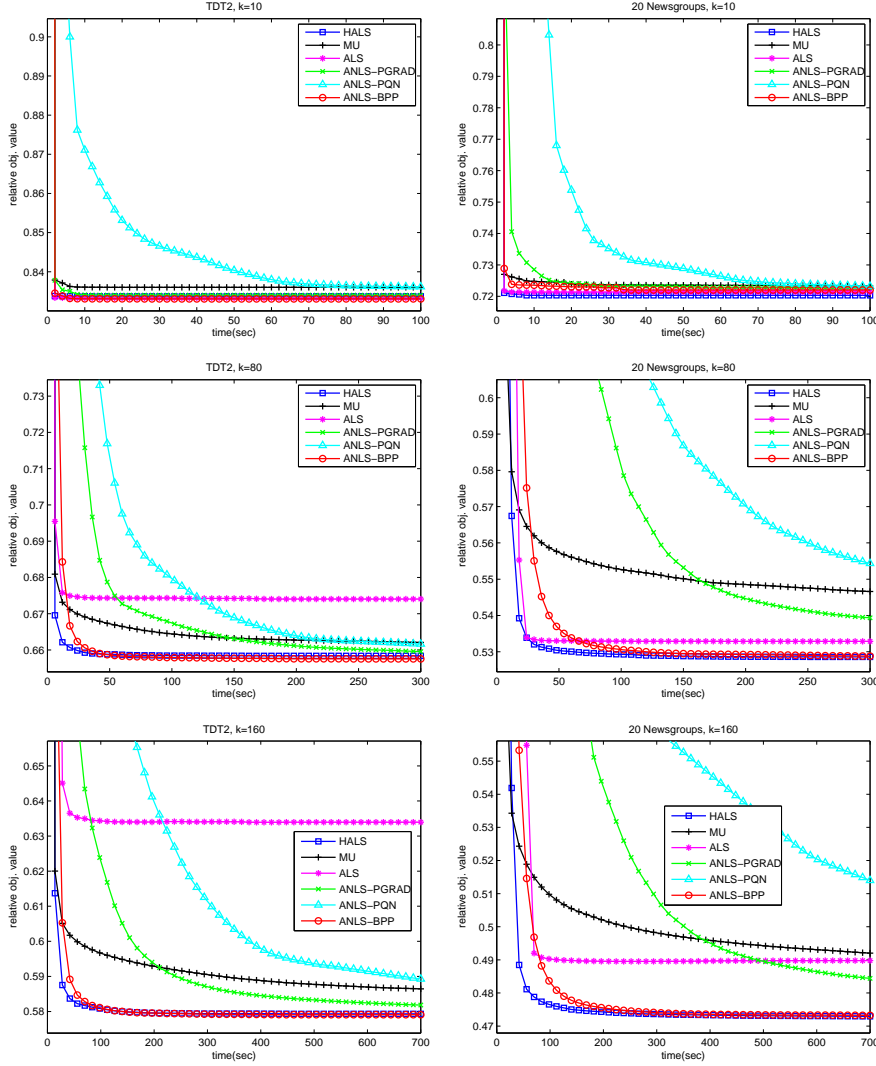 TDT2, k=10
0.9
0.89
0.88
0.87
0.86
0.85
0.84
relative obj. value
HALS
MU
ALS
ANLS-PGRAD
ANLS-PQN
ANLS-BPP
10 20 30 40 50 60 70 80 90 100
time(sec)
20 Newsgroups, k=10
0.8
0.79
0.78
0.77
0.76
0.75
0.74
0.73
0.72
relative obj. value
HALS
MU
ALS
ANLS-PGRAD
ANLS-PQN
ANLS-BPP
0 10 20 30 40 50 60 70 80 90 100
time(sec)
TDT2, k=80
0.73
0.72
0.71
0.7
0.69
0.68
0.67
0.66
relative obj. value
HALS
MU
ALS
ANLS-PGRAD
ANLS-PQN
ANLS-BPP
0 50 100 150 200 250 300
time(sec)
20 Newsgroups, k=80
0.6
0.59
0.58
0.57
0.56
0.55
0.54
0.53
relative obj. value
HALS
MU
ALS
ANLS-PGRAD
ANLS-PQN
ANLS-BPP
0 50 100 150 200 250 300
time(sec)
TDT2, k=160
0.65
0.64
0.63
0.62
0.61
0.6
0.59
0.58
relative obj. value
HALS
MU
ALS
ANLS-PGRAD
ANLS-PQN
ANLS-BPP
0 100 200 300 400 500 600 700
time(sec)
20 Newsgroups, k=160
0.55
0.54
0.53
0.52
0.51
0.5
0.49
0.48
0.47
relative obj. value
HALS
MU
ALS
ANLS-PGRAD
ANLS-PQN
ANLS-BPP
0 100 200 300 400 500 600 700
time(sec)